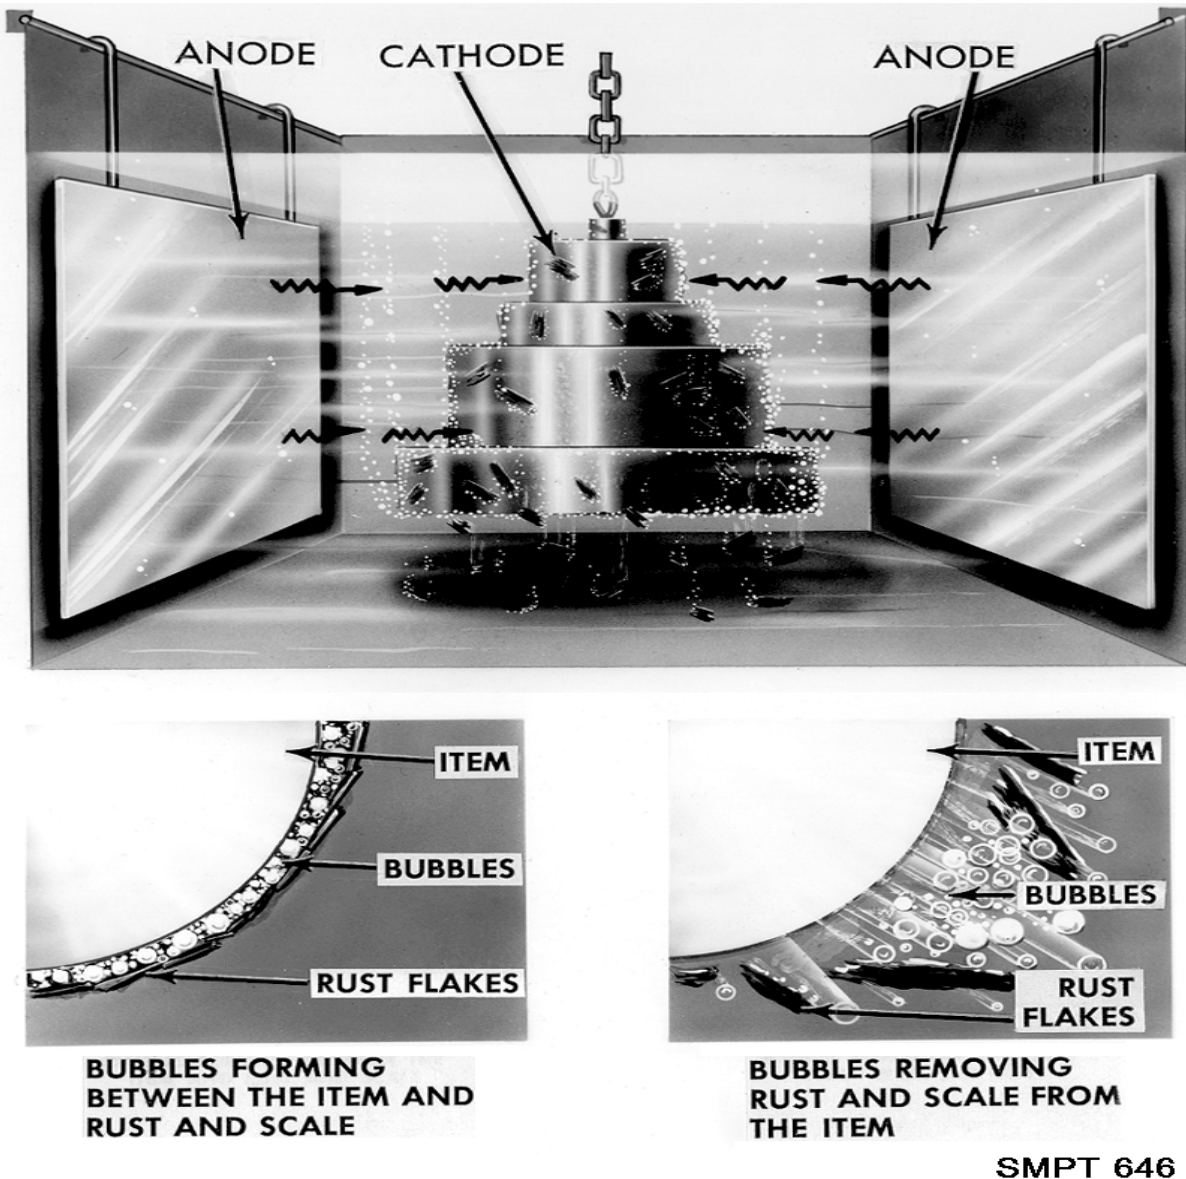 ANODE
CATHODE
ANODE
ITEM
BUBBLES
RUST FLAKES
BUBBLES FORMING
BETWEEN THE ITEM AND
RUST AND SCALE
ITEM
BUBBLES
RUST
FLAKES
BUBBLES REMOVING
RUST AND SCALE FROM
THE ITEM
SMPT 646